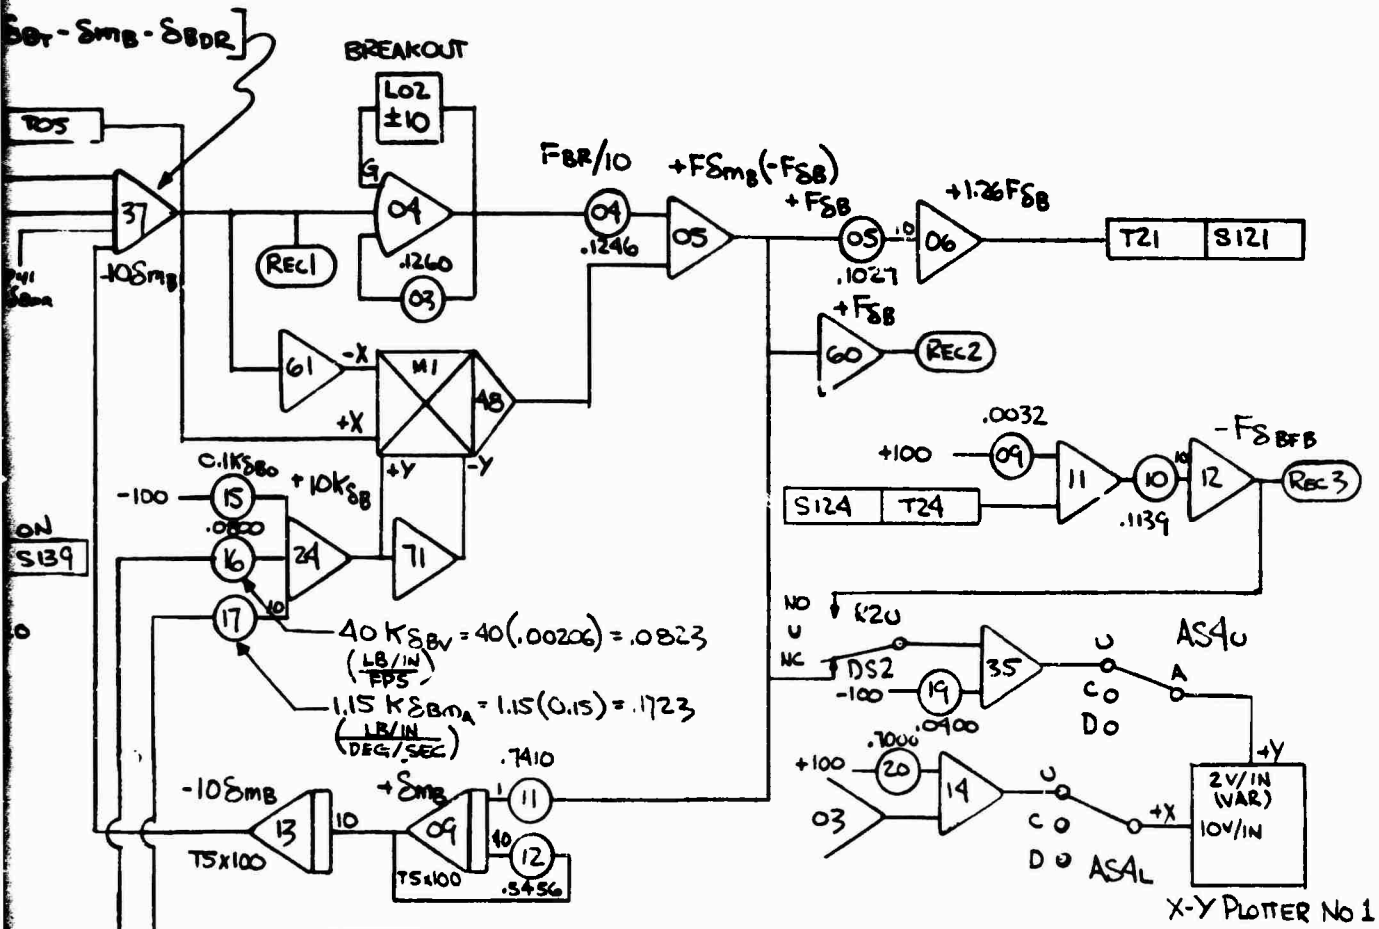 - δmB - δBDR]
BREAKOUT
L02
±10
T05
G
FBR/10
+FδmB(-FδB)
+FδB
+1.26FδB
37
04
04
05
05
10
06
T21
S121
REC1
.1260
03
.1246
.1027
-10δmB
+FδB
60
REC2
61
-X
M1
48
+X
+Y
-Y
.0032
-FδBFB
+100
09
11
10
10
12
REC3
S124
T24
.1139
0.1KδBo
+10KδB
-100
15
.0800
ON
S139
16
24
71
17
10
40 KδBV = 40(.00206) = .0823
(LB/IN
FPS)
1.15 KδBmA = 1.15(0.15) = .1723
(LB/IN
DEG/SEC)
NO
U
NC
K20
DS2
35
-100
19
.0400
U
C
D
A
AS4U
.7000
+100
20
14
03
U
C
D
AS4L
+Y
+X
2V/IN
(VAR)
10V/IN
X-Y PLOTTER No 1
.7410
-10δmB
+δmB
1
11
13
10
09
40
12
T5x100
T5x100
.5456